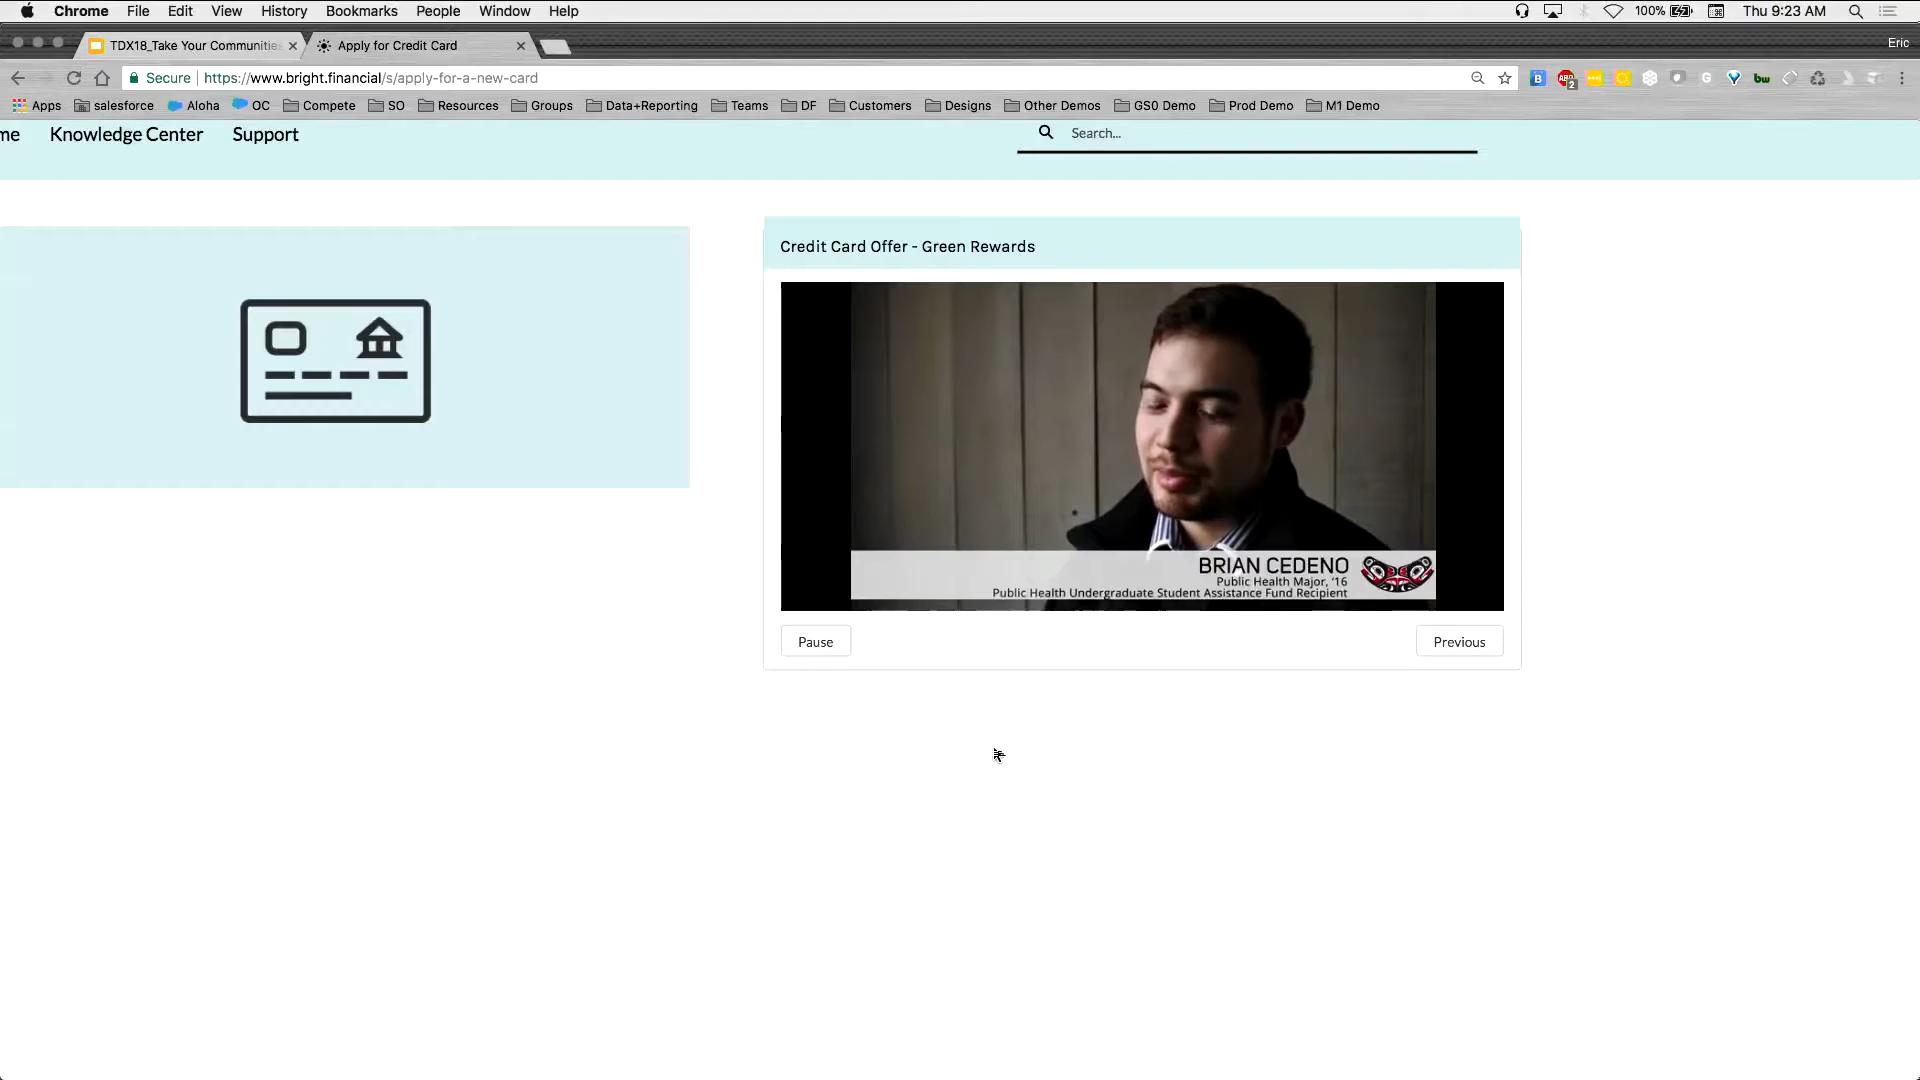 Chrome File Edit View History Bookmarks People Window Help 100% Thu 9:23 AM
TDX18_Take Your Communitie Apply for Credit Card Eric
Secure https://www.bright.financial/s/apply-for-a-new-card
Apps salesforce Aloha OC Compete SO Resources Groups Data+Reporting Teams DF Customers Designs Other Demos GS0 Demo Prod Demo M1 Demo
me Knowledge Center Support Search...
Credit Card Offer - Green Rewards
BRIAN CEDENO
Public Health Major, '16
Public Health Undergraduate Student Assistance Fund Recipient
Pause Previous